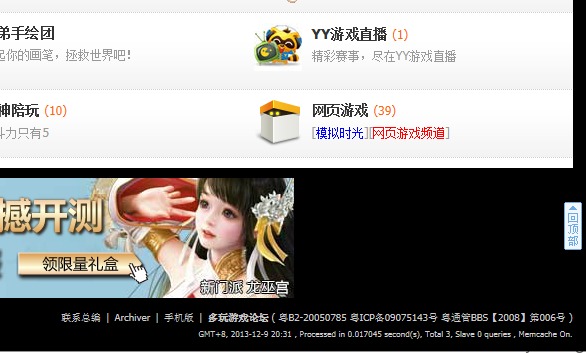 弟手绘团
YY游戏直播 (1)
起你的画笔，拯救世界吧！
精彩赛事，尽在YY游戏直播
神陪玩 (10)
网页游戏 (39)
斗力只有5
[模拟时光][网页游戏频道]
撼开测
领限量礼盒
新门派 龙巫宫
回顶部
联系总编 | Archiver | 手机版 | 多玩游戏论坛 ( 粤B2-20050785 粤ICP备09075143号 粤通管BBS【2008】第006号 )
GMT+8, 2013-12-9 20:31 , Processed in 0.017045 second(s), Total 3, Slave 0 queries , Memcache On.